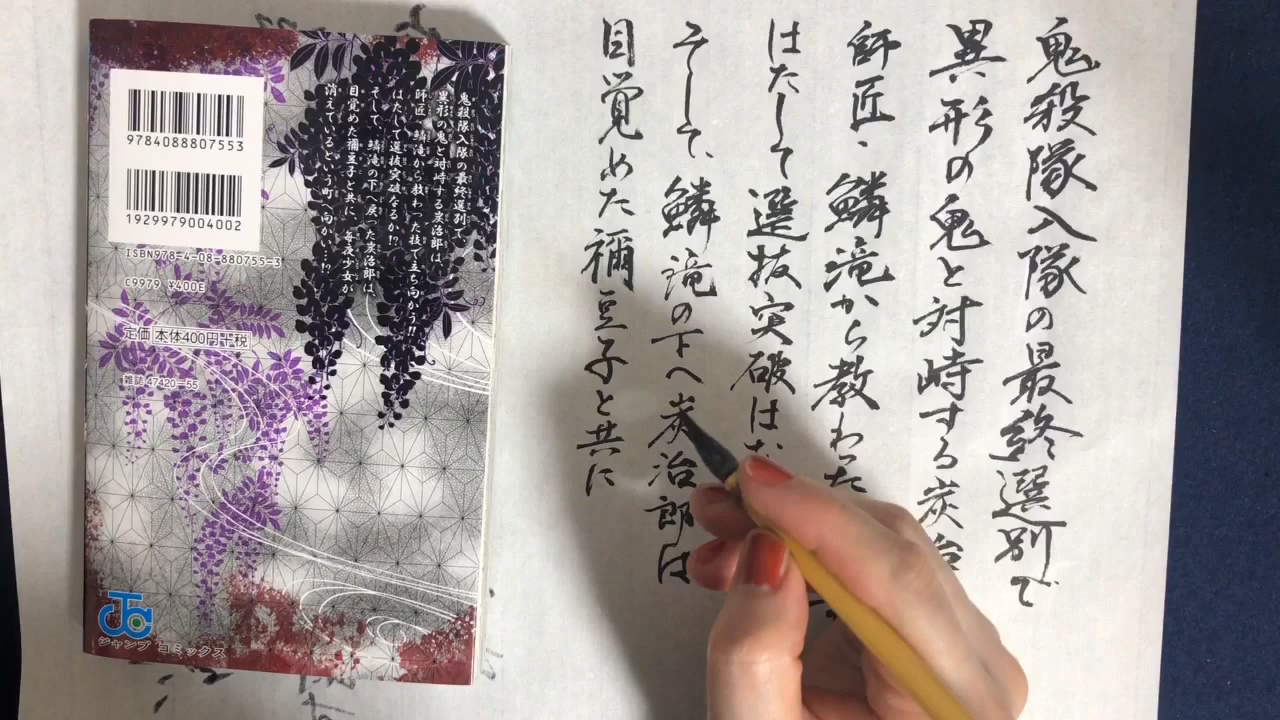 9784088807553
1929979004002
ISBN978-4-08-880755-3
C9979 ¥400E
定価 本体400円+税
雑誌 47420-55
ジャンプ コミックス
鬼殺隊入隊の最終選別で
異形の鬼と対峙する炭治郎は、
師匠・鱗滝から教わった技で立ち向かう!!
はたして選抜突破なるか!?
そして、鱗滝の下へ戻った炭治郎は、
目覚めた禰豆子と共に、毎夜少女が
消えているという町へ向かい…!?
鬼殺隊入隊の最終選別で
異形の鬼と対峙する炭治
師匠・鱗滝から教わった
はたして選抜突破は
そして、鱗滝の下へ炭治郎は
目覚めた禰豆子と共に